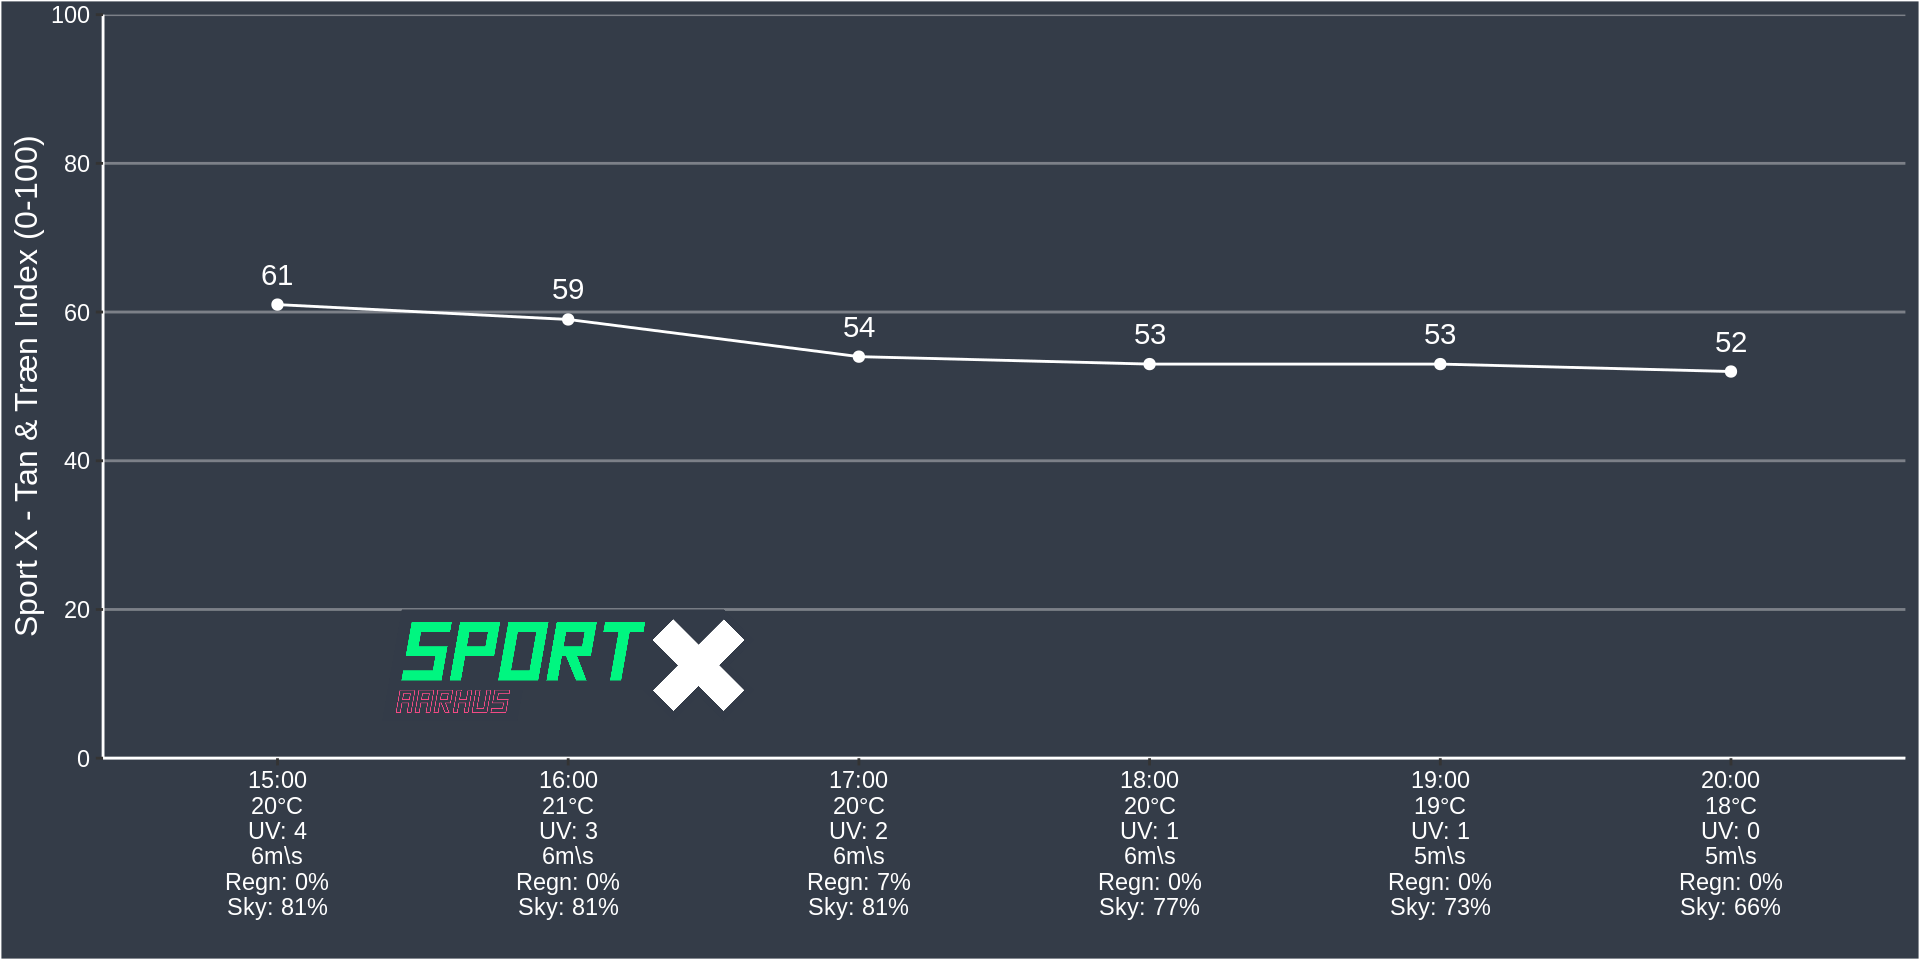 Sport X - Tan & Træn Index (0-100)
100
80
60
40
20
0
61
59
54
53
53
52
SPORT X
AARHUS
15:00
20°C
UV: 4
6m\s
Regn: 0%
Sky: 81%
16:00
21°C
UV: 3
6m\s
Regn: 0%
Sky: 81%
17:00
20°C
UV: 2
6m\s
Regn: 7%
Sky: 81%
18:00
20°C
UV: 1
6m\s
Regn: 0%
Sky: 77%
19:00
19°C
UV: 1
5m\s
Regn: 0%
Sky: 73%
20:00
18°C
UV: 0
5m\s
Regn: 0%
Sky: 66%